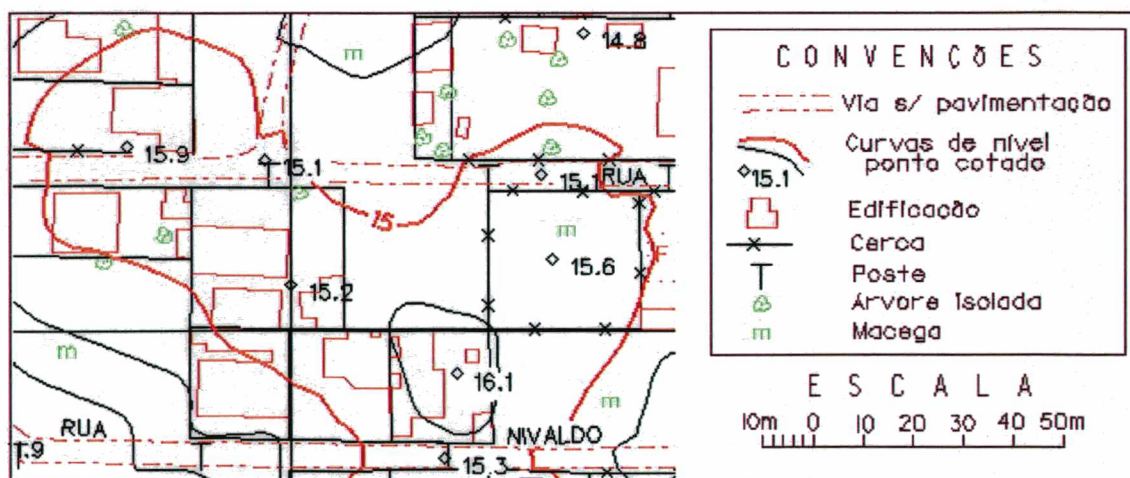 m
14.8
15.9
15.1
15.1
RUA
15
m
15.6
15.2
m
16.1
m
RUA
NIVALDO
15.3
CONVENÇÕES
Via s/ pavimentação
Curvas de nível
ponto cotado
15.1
Edificação
Cerca
Poste
Árvore Isolada
m Macega
ESCALA
10m 0 10 20 30 40 50m